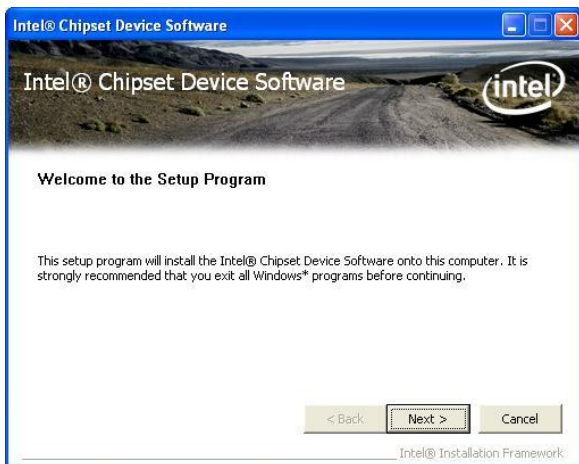 Intel® Chipset Device Software
Intel® Chipset Device Software
intel
Welcome to the Setup Program
This setup program will install the Intel® Chipset Device Software onto this computer. It is
strongly recommended that you exit all Windows* programs before continuing.
< Back
Next >
Cancel
Intel® Installation Framework